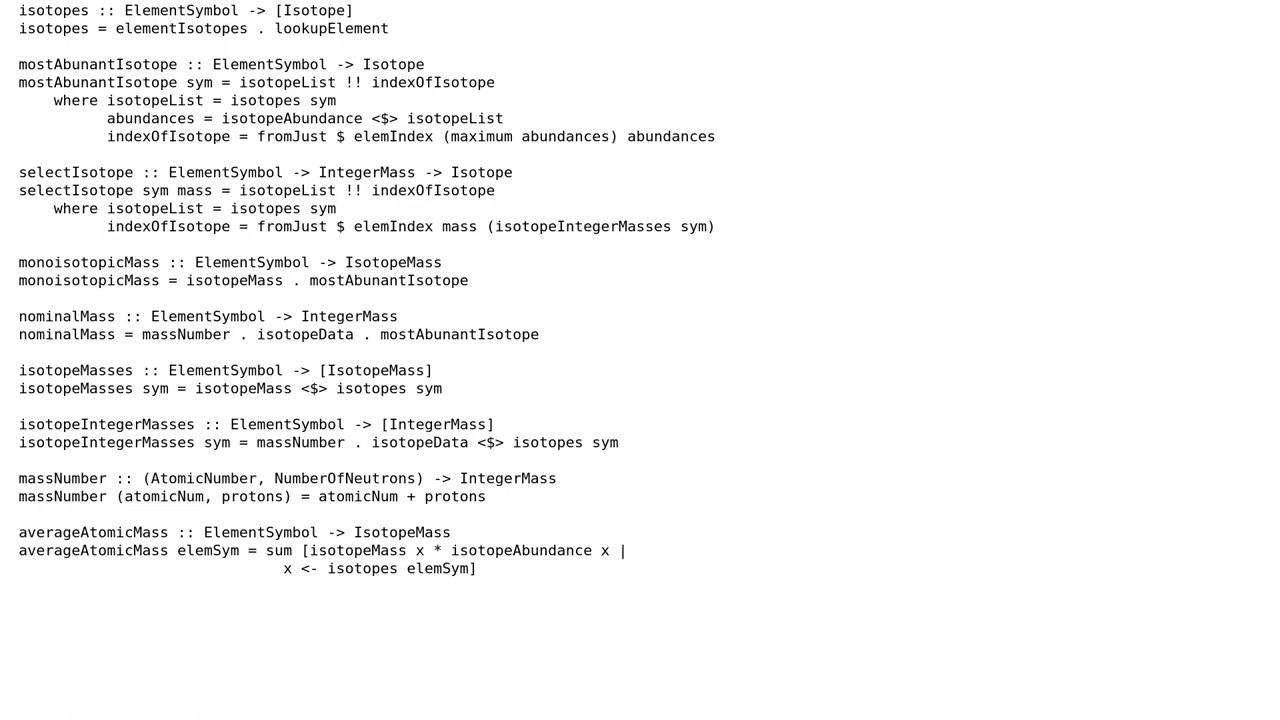 isotopes :: ElementSymbol -> [Isotope]
isotopes = elementIsotopes . lookupElement

mostAbunantIsotope :: ElementSymbol -> Isotope
mostAbunantIsotope sym = isotopeList !! indexOfIsotope
    where isotopeList = isotopes sym
          abundances = isotopeAbundance <$> isotopeList
          indexOfIsotope = fromJust $ elemIndex (maximum abundances) abundances

selectIsotope :: ElementSymbol -> IntegerMass -> Isotope
selectIsotope sym mass = isotopeList !! indexOfIsotope
    where isotopeList = isotopes sym
          indexOfIsotope = fromJust $ elemIndex mass (isotopeIntegerMasses sym)

monoisotopicMass :: ElementSymbol -> IsotopeMass
monoisotopicMass = isotopeMass . mostAbunantIsotope

nominalMass :: ElementSymbol -> IntegerMass
nominalMass = massNumber . isotopeData . mostAbunantIsotope

isotopeMasses :: ElementSymbol -> [IsotopeMass]
isotopeMasses sym = isotopeMass <$> isotopes sym

isotopeIntegerMasses :: ElementSymbol -> [IntegerMass]
isotopeIntegerMasses sym = massNumber . isotopeData <$> isotopes sym

massNumber :: (AtomicNumber, NumberOfNeutrons) -> IntegerMass
massNumber (atomicNum, protons) = atomicNum + protons

averageAtomicMass :: ElementSymbol -> IsotopeMass
averageAtomicMass elemSym = sum [isotopeMass x * isotopeAbundance x |
                              x <- isotopes elemSym]